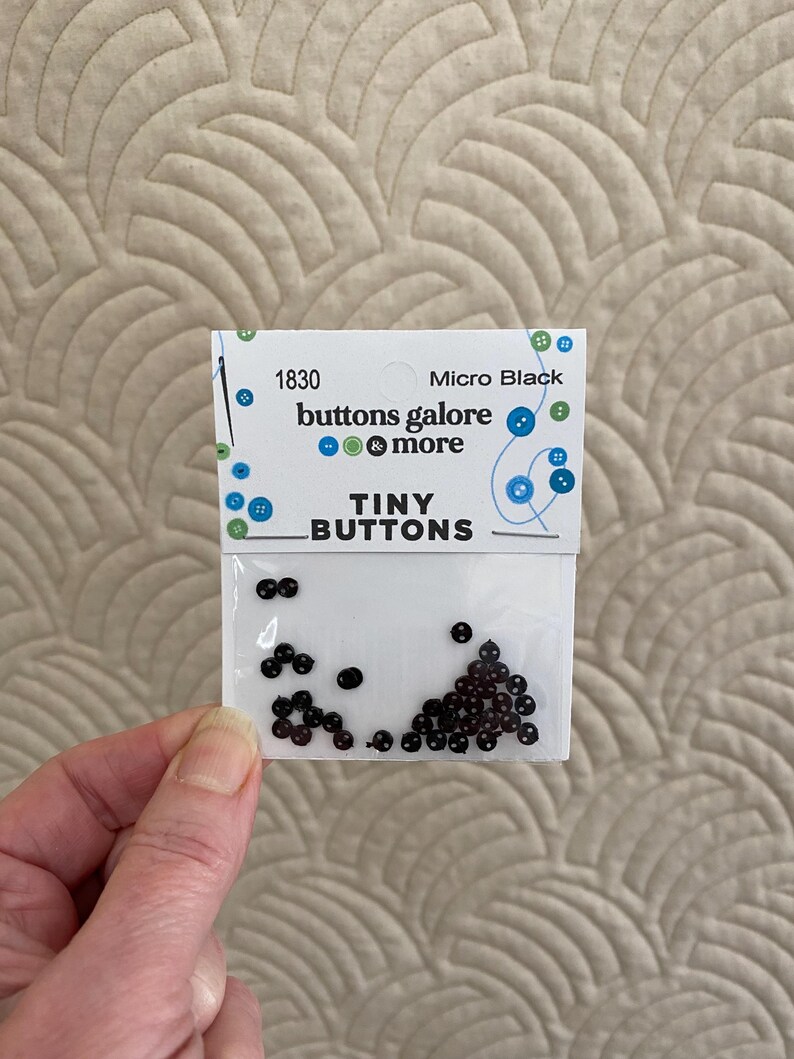 1830 Micro Black
buttons galore
& more
TINY
BUTTONS